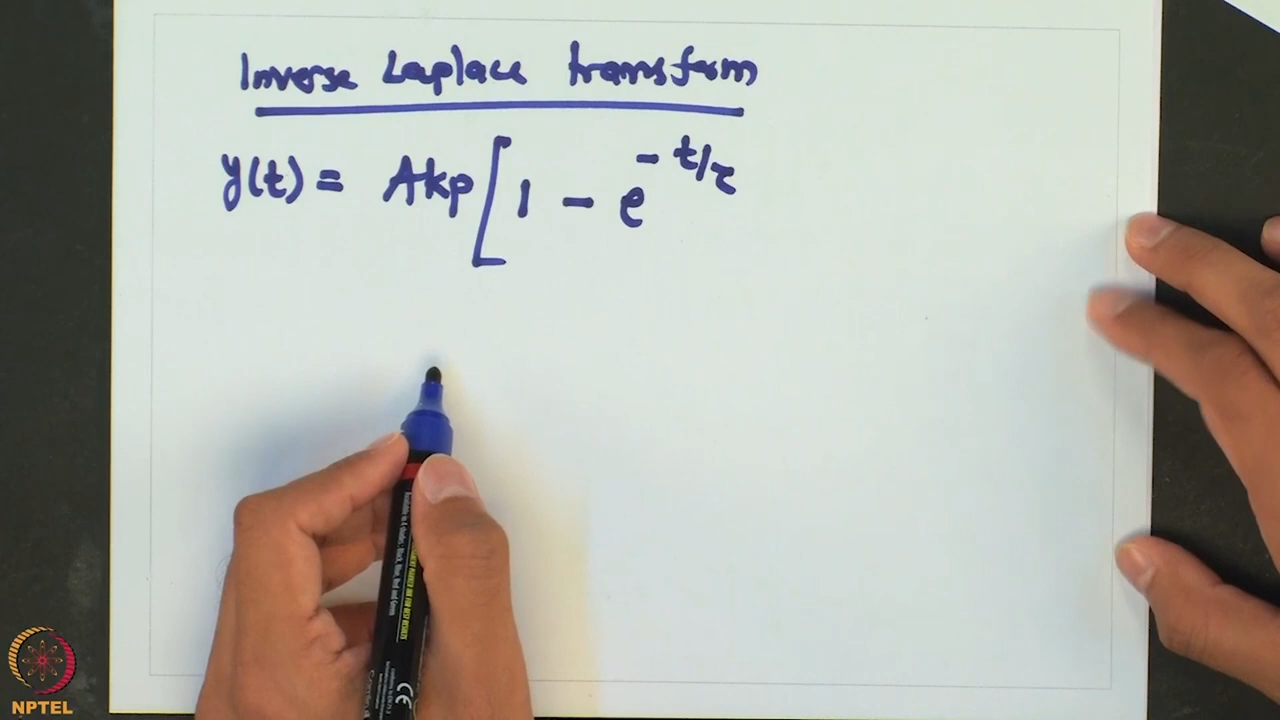 Inverse Laplace transform
y(t) = Akp [ 1 - e^{-t/τ}
NPTEL